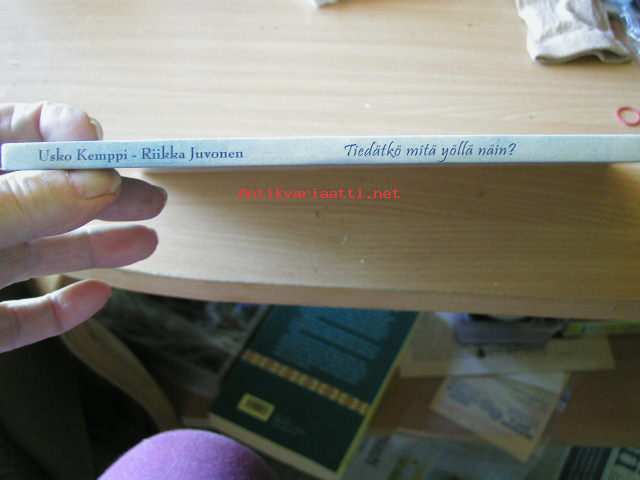 Usko Kemppi - Riikka Juvonen Tiedätkö mitä yöllä näin?
Antikvariaatti.net